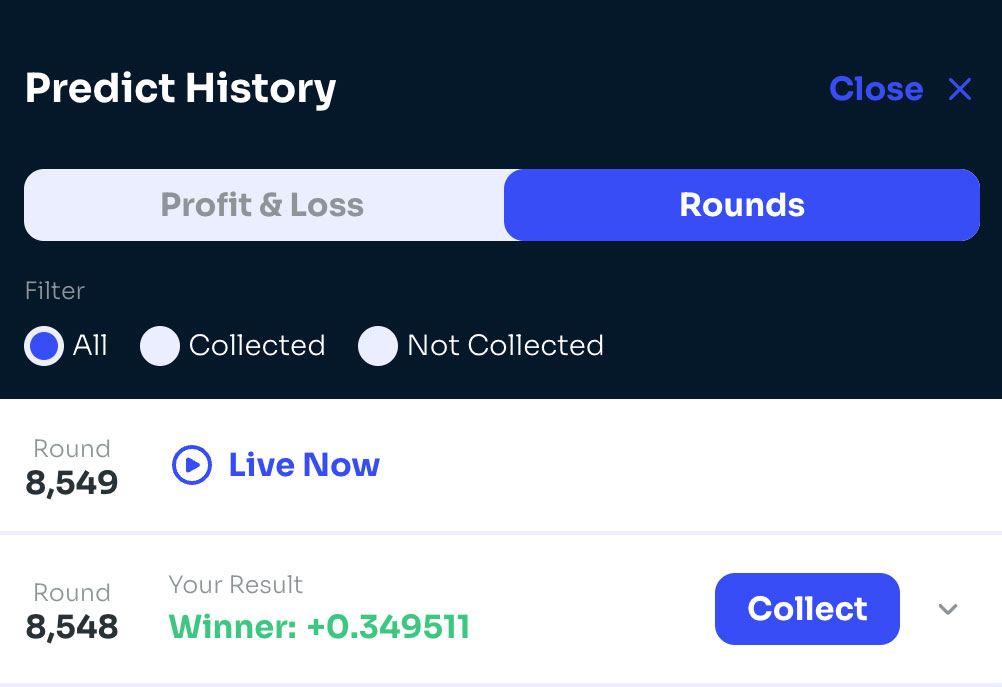 Predict History
Close
Profit & Loss
Rounds
Filter
All
Collected
Not Collected
Round
8,549
Live Now
Round
8,548
Your Result
Winner: +0.349511
Collect